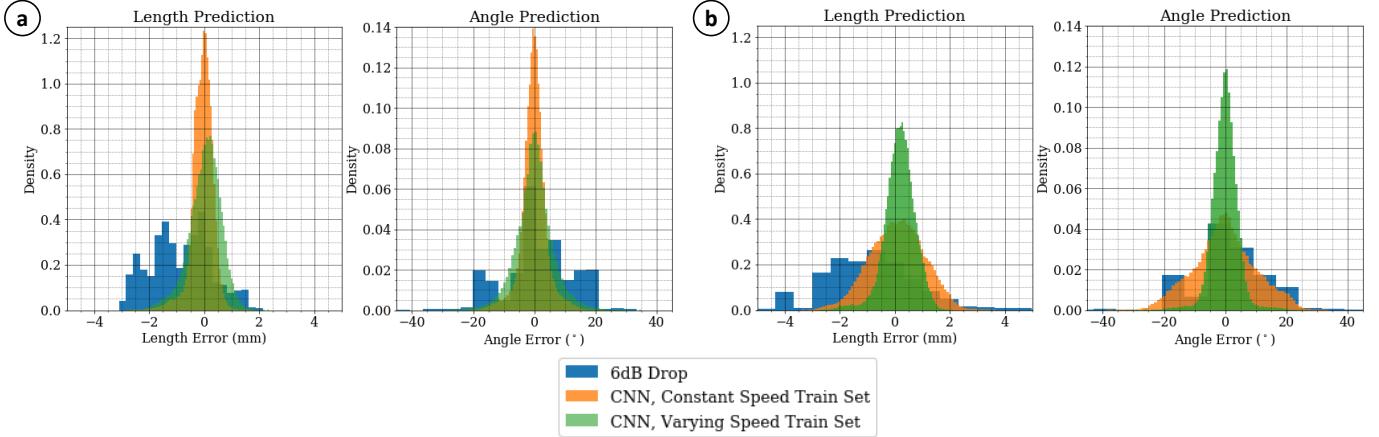 a
Length Prediction
Density
1.2
1.0
0.8
0.6
0.4
0.2
0.0
−4 −2 0 2 4
Length Error (mm)
Angle Prediction
Density
0.14
0.12
0.10
0.08
0.06
0.04
0.02
0.00
−40 −20 0 20 40
Angle Error (°)
b
Length Prediction
Density
1.2
1.0
0.8
0.6
0.4
0.2
0.0
−4 −2 0 2 4
Length Error (mm)
Angle Prediction
Density
0.14
0.12
0.10
0.08
0.06
0.04
0.02
0.00
−40 −20 0 20 40
Angle Error (°)
6dB Drop
CNN, Constant Speed Train Set
CNN, Varying Speed Train Set